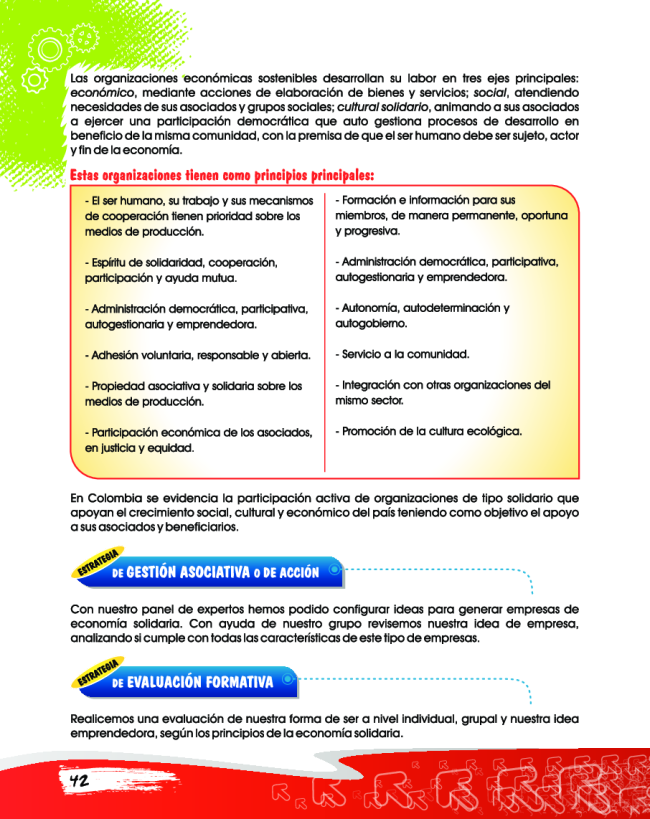 Las organizaciones económicas sostenibles desarrollan su labor en tres ejes principales:
económico, mediante acciones de elaboración de bienes y servicios; social, atendiendo
necesidades de sus asociados y grupos sociales; cultural solidario, animando a sus asociados
a ejercer una participación democrática que auto gestiona procesos de desarrollo en
beneficio de la misma comunidad, con la premisa de que el ser humano debe ser sujeto, actor
y fin de la economía.
Estas organizaciones tienen como principios principales:
- El ser humano, su trabajo y sus mecanismos
de cooperación tienen prioridad sobre los
medios de producción.
- Espíritu de solidaridad, cooperación,
participación y ayuda mutua.
- Administración democrática, participativa,
autogestionaria y emprendedora.
- Adhesión voluntaria, responsable y abierta.
- Propiedad asociativa y solidaria sobre los
medios de producción.
- Participación económica de los asociados,
en justicia y equidad.
- Formación e información para sus
miembros, de manera permanente, oportuna
y progresiva.
- Administración democrática, participativa,
autogestionaria y emprendedora.
- Autonomía, autodeterminación y
autogobierno.
- Servicio a la comunidad.
- Integración con otras organizaciones del
mismo sector.
- Promoción de la cultura ecológica.
En Colombia se evidencia la participación activa de organizaciones de tipo solidario que
apoyan el crecimiento social, cultural y económico del país teniendo como objetivo el apoyo
a sus asociados y beneficiarios.
ESTRATEGIA
DE GESTIÓN ASOCIATIVA O DE ACCIÓN
Con nuestro panel de expertos hemos podido configurar ideas para generar empresas de
economía solidaria. Con ayuda de nuestro grupo revisemos nuestra idea de empresa,
analizando si cumple con todas las características de este tipo de empresas.
ESTRATEGIA
DE EVALUACIÓN FORMATIVA
Realicemos una evaluación de nuestra forma de ser a nivel individual, grupal y nuestra idea
emprendedora, según los principios de la economía solidaria.
42